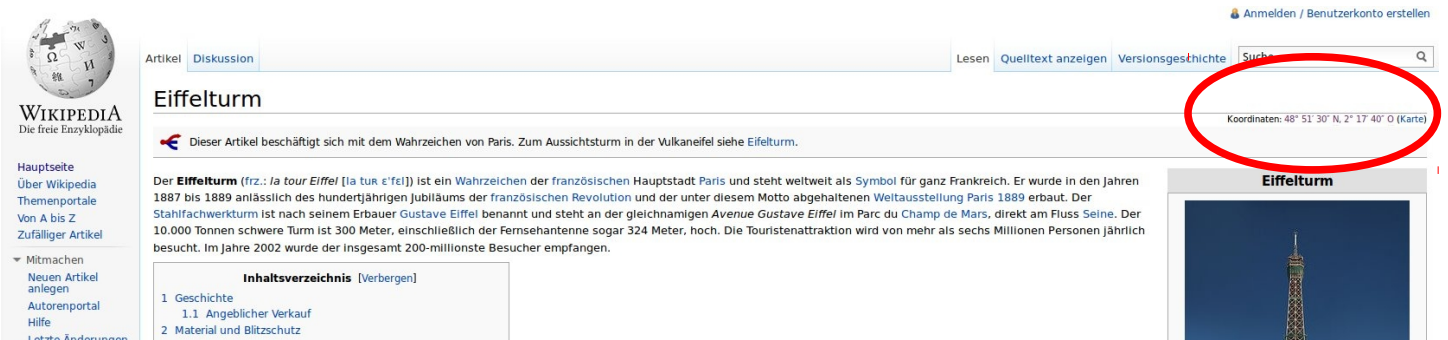 Anmelden / Benutzerkonto erstellen
Artikel Diskussion
Lesen Quelltext anzeigen Versionsgeschichte Suche
WIKIPEDIA
Die freie Enzyklopädie
Hauptseite
Über Wikipedia
Themenportale
Von A bis Z
Zufälliger Artikel
Mitmachen
Neuen Artikel
anlegen
Autorenportal
Hilfe
Letzte Änderungen
Eiffelturm
Koordinaten: 48° 51′ 30″ N, 2° 17′ 40″ O (Karte)
Dieser Artikel beschäftigt sich mit dem Wahrzeichen von Paris. Zum Aussichtsturm in der Vulkaneifel siehe Eifelturm.
Der Eiffelturm (frz.: la tour Eiffel [la tuʀ ɛˈfɛl]) ist ein Wahrzeichen der französischen Hauptstadt Paris und steht weltweit als Symbol für ganz Frankreich. Er wurde in den Jahren
1887 bis 1889 anlässlich des hundertjährigen Jubiläums der französischen Revolution und der unter diesem Motto abgehaltenen Weltausstellung Paris 1889 erbaut. Der
Stahlfachwerkturm ist nach seinem Erbauer Gustave Eiffel benannt und steht an der gleichnamigen Avenue Gustave Eiffel im Parc du Champ de Mars, direkt am Fluss Seine. Der
10.000 Tonnen schwere Turm ist 300 Meter, einschließlich der Fernsehantenne sogar 324 Meter, hoch. Die Touristenattraktion wird von mehr als sechs Millionen Personen jährlich
besucht. Im Jahre 2002 wurde der insgesamt 200-millionste Besucher empfangen.
Inhaltsverzeichnis [Verbergen]
1 Geschichte
1.1 Angeblicher Verkauf
2 Material und Blitzschutz
Eiffelturm